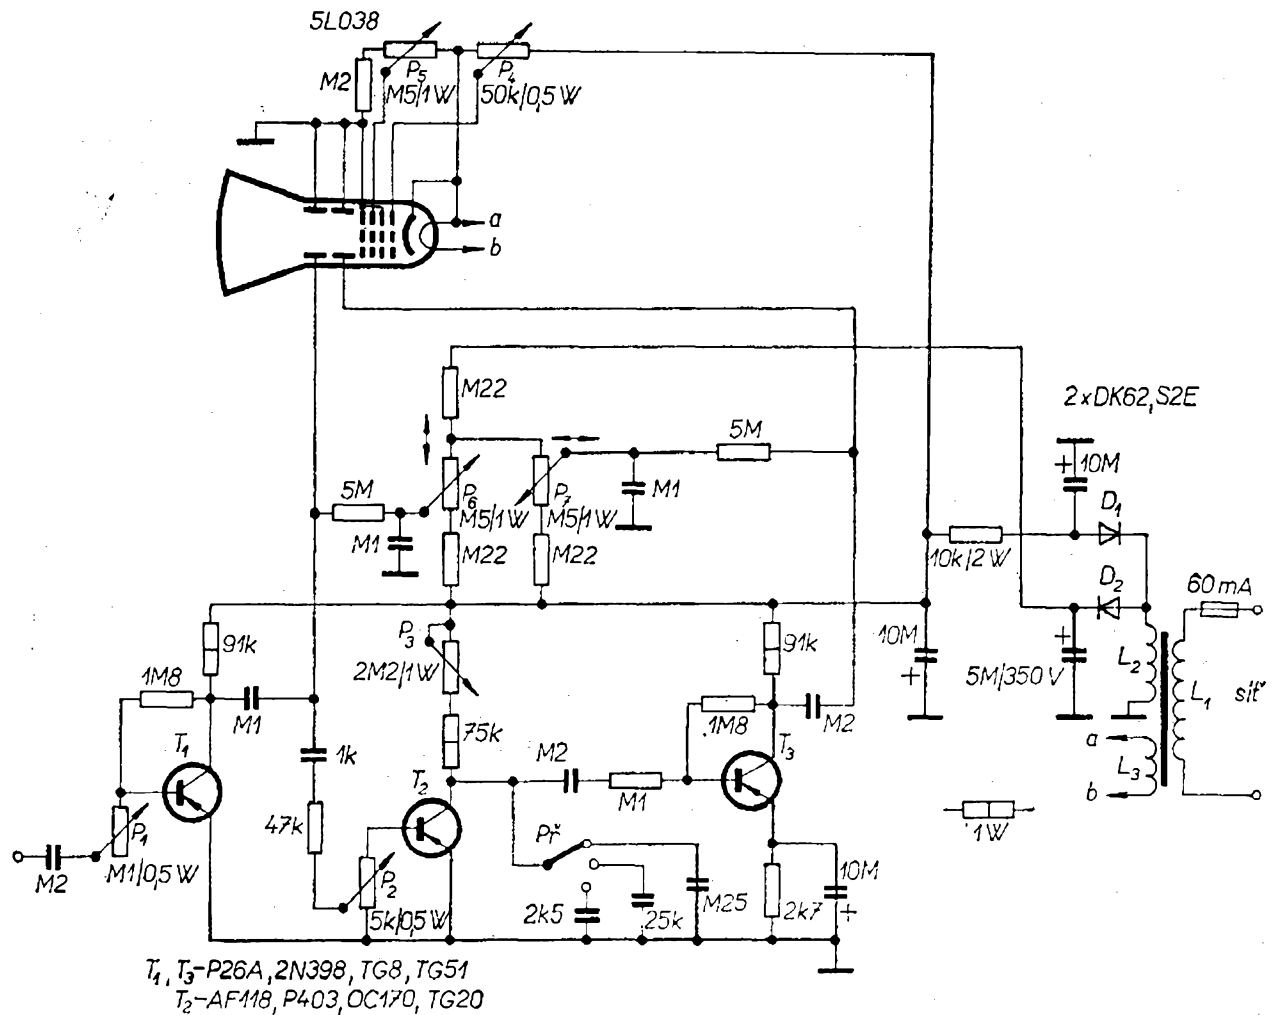 5LO38
M2
P5
M5/1W
P4
50k/0,5W
a
b
M22
2xDK62, S2E
5M
10M
5M
P6
M5/1W
P7
M5/1W
M1
D1
M1
M22
M22
10k/2W
D2
60mA
91k
P3
2M2/1W
91k
10M
5M/350V
L2
L1
síť
1M8
M1
1M8
M2
T1
1k
75k
T3
a
L3
b
T2
M2
M1
47k
P1
M1/0,5W
M2
Př
1W
P2
5k/0,5W
2k5
25k
M25
10M
2k7
T1, T3-P26A, 2N398, TG8, TG51
T2-AF118, P403, OC170, TG20